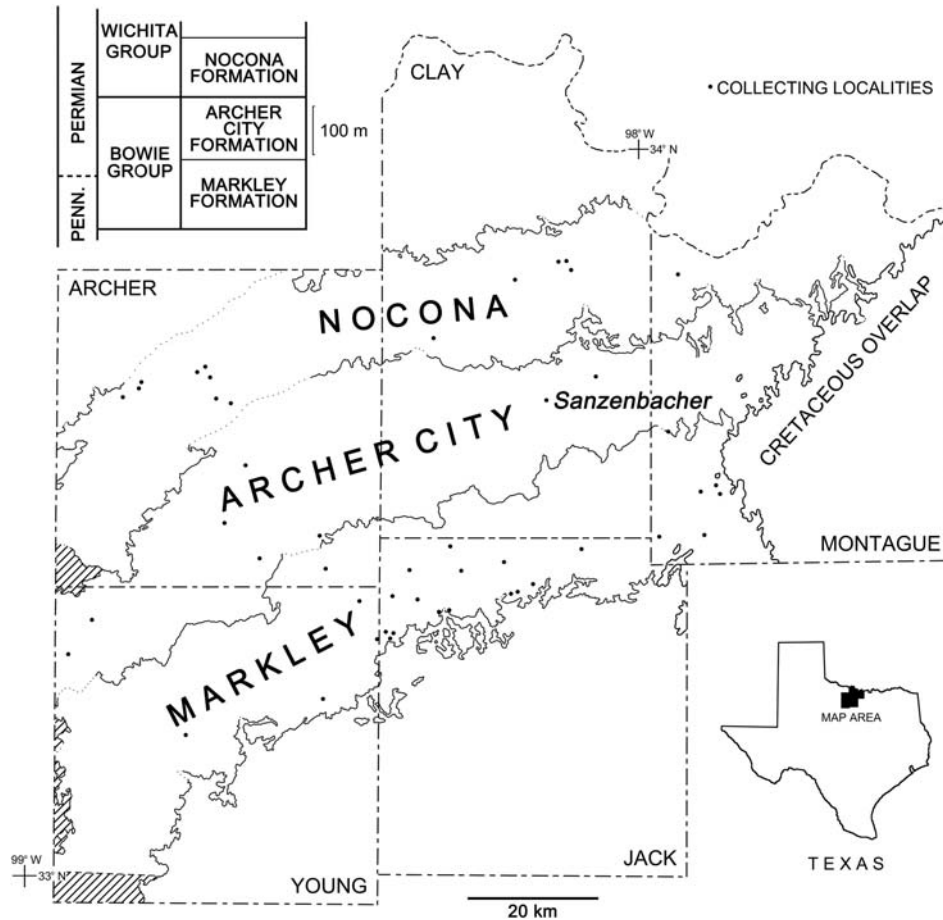 PERMIAN
PENN.
WICHITA
GROUP
BOWIE
GROUP
NOCONA
FORMATION
ARCHER
CITY
FORMATION
MARKLEY
FORMATION
100 m
CLAY
• COLLECTING LOCALITIES
98° W
34° N
ARCHER
NOCONA
Sanzenbacher
ARCHER CITY
CRETACEOUS OVERLAP
MONTAGUE
MARKLEY
MAP AREA
TEXAS
99° W
33° N
YOUNG
JACK
20 km